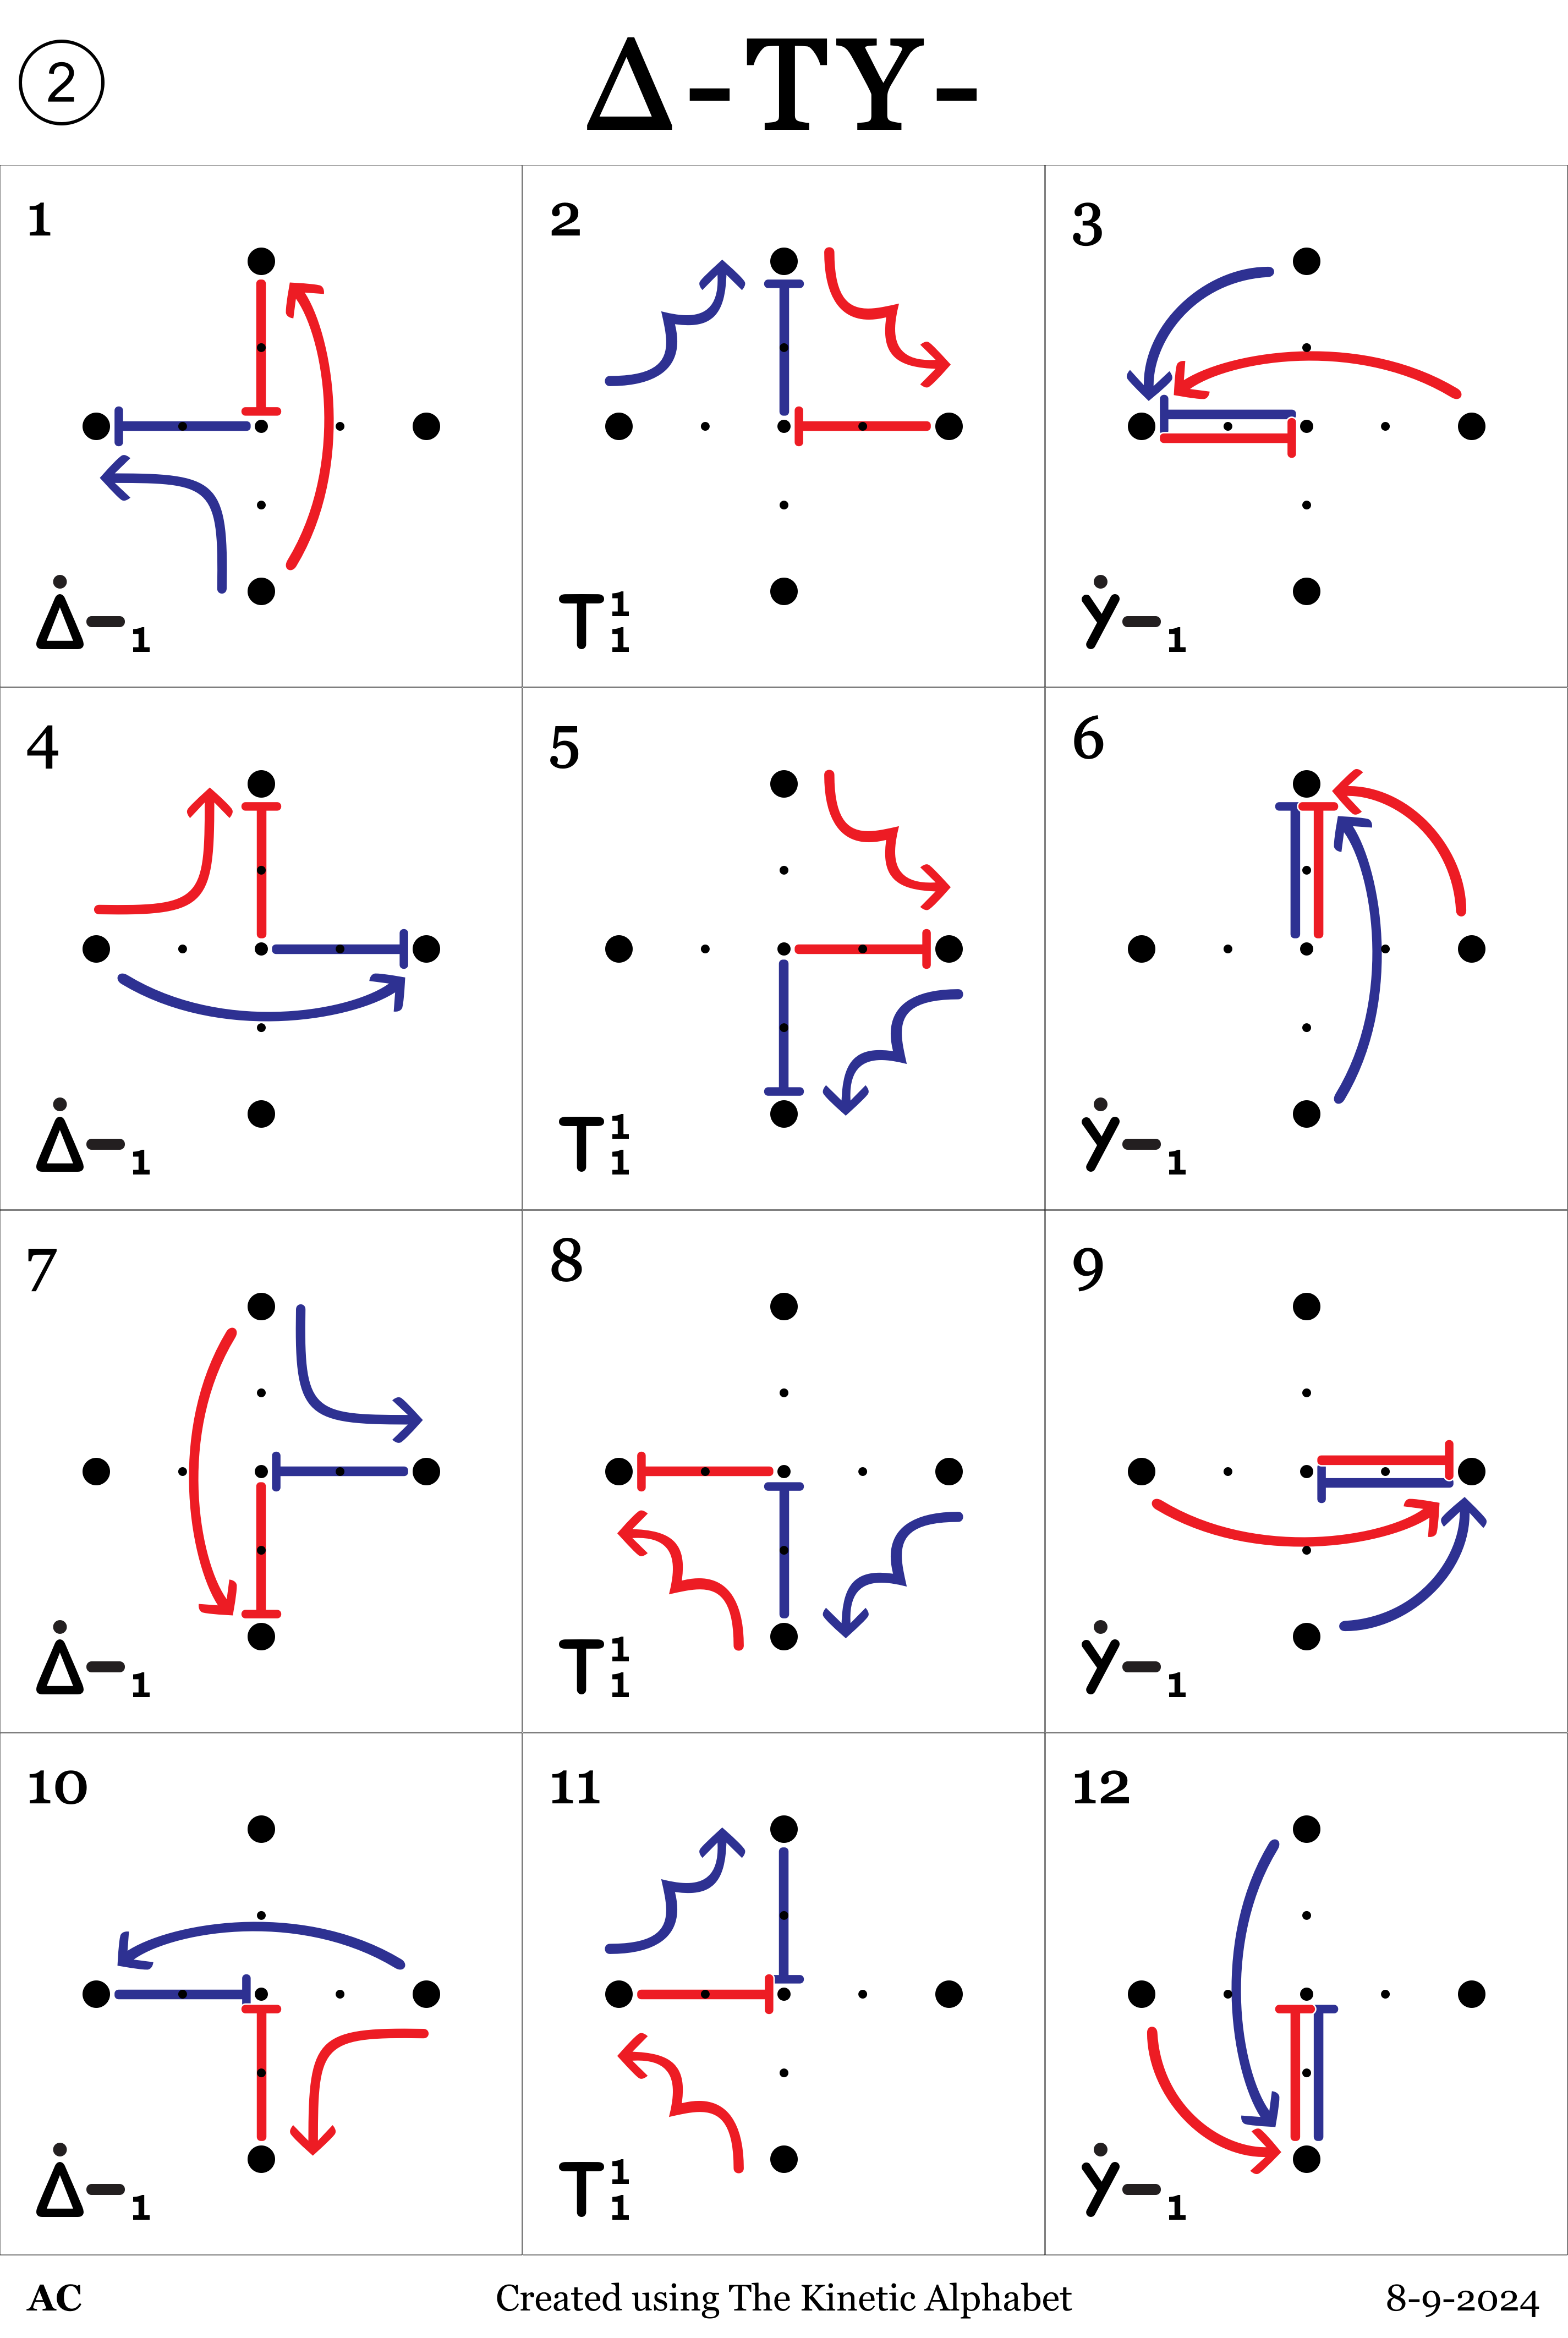 2
Δ-TY-
1
Δ̇-₁
2
T¹₁
3
Ẏ-₁
4
Δ̇-₁
5
T¹₁
6
Ẏ-₁
7
Δ̇-₁
8
T¹₁
9
Ẏ-₁
10
Δ̇-₁
11
T¹₁
12
Ẏ-₁
AC
Created using The Kinetic Alphabet
8-9-2024